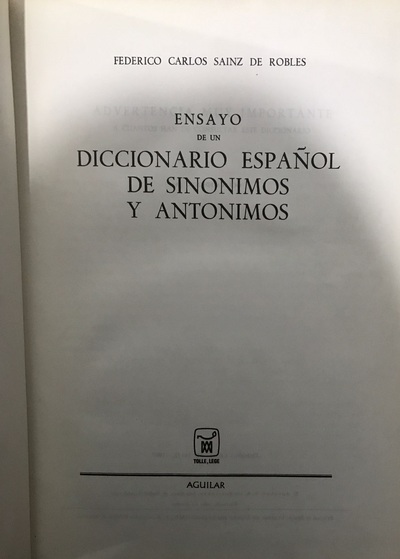 FEDERICO CARLOS SAINZ DE ROBLES
ENSAYO
DE UN
DICCIONARIO ESPAÑOL
DE SINONIMOS
Y ANTONIMOS
TOLLE, LEGE
AGUILAR